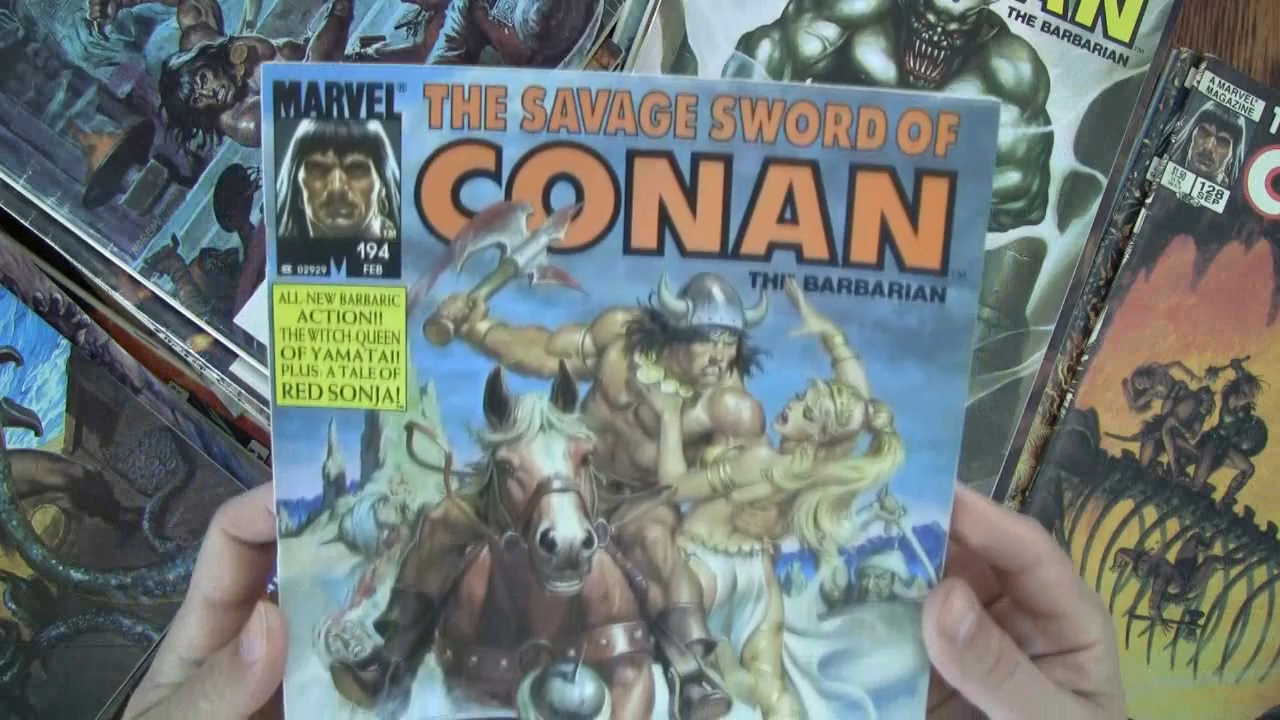 MARVEL®
THE SAVAGE SWORD OF
CONAN
THE BARBARIAN™
194
FEB
02929
ALL-NEW BARBARIC
ACTION!!
THE WITCH-QUEEN
OF YAMATAI!
PLUS: A TALE OF
RED SONJA!
THE BARBARIAN
A MARVEL
MAGAZINE
$1.50
128
SEP